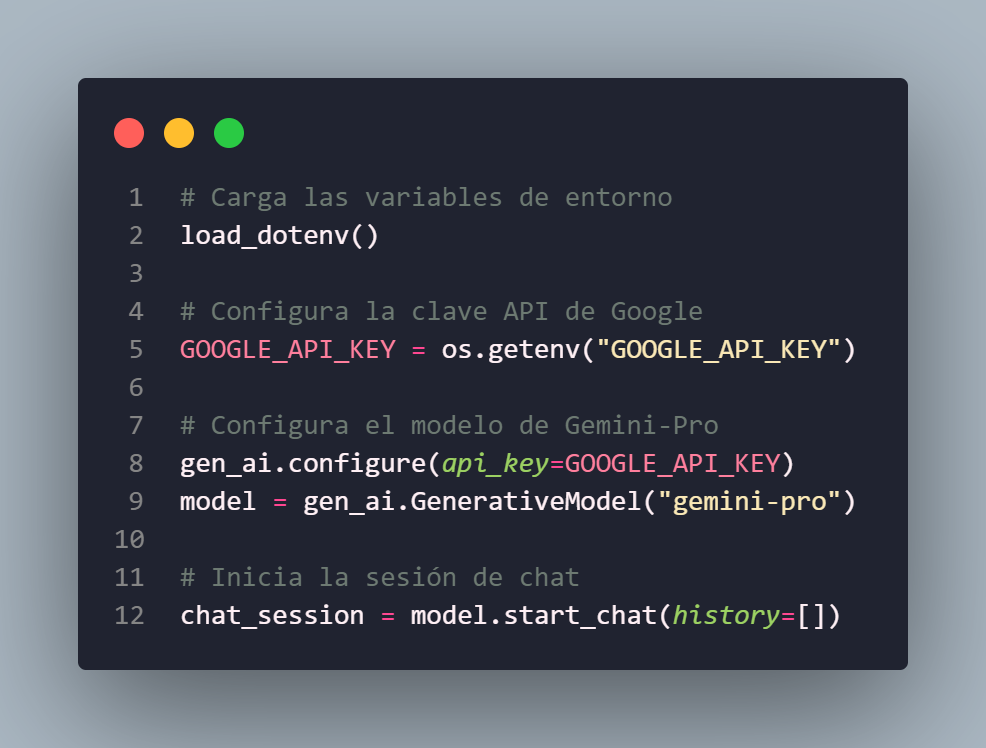 1 # Carga las variables de entorno
2 load_dotenv()
3
4 # Configura la clave API de Google
5 GOOGLE_API_KEY = os.getenv("GOOGLE_API_KEY")
6
7 # Configura el modelo de Gemini-Pro
8 gen_ai.configure(api_key=GOOGLE_API_KEY)
9 model = gen_ai.GenerativeModel("gemini-pro")
10
11 # Inicia la sesión de chat
12 chat_session = model.start_chat(history=[])